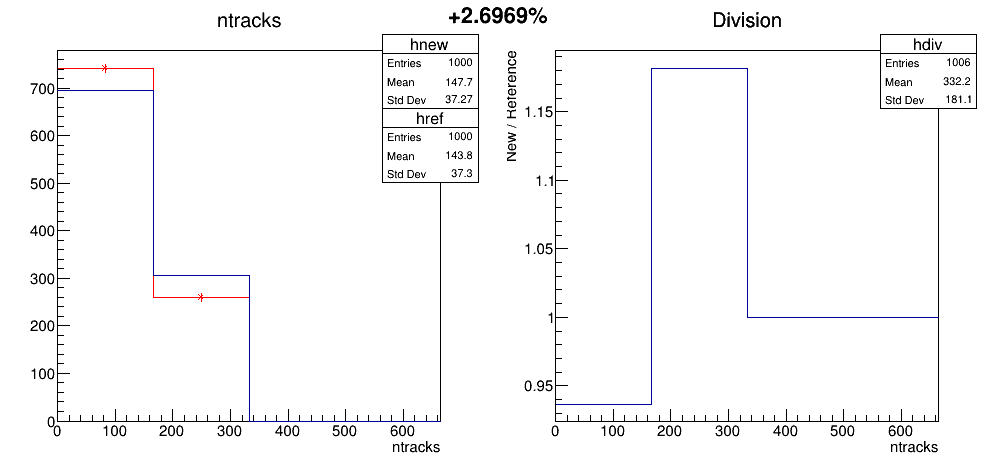 +2.6969%
ntracks
hnew
Entries 1000
Mean 147.7
Std Dev 37.27
href
Entries 1000
Mean 143.8
Std Dev 37.3
700
600
500
400
300
200
100
0
0 100 200 300 400 500 600
ntracks
Division
hdiv
Entries 1006
Mean 332.2
Std Dev 181.1
New / Reference
1.15
1.1
1.05
1
0.95
0 100 200 300 400 500 600
ntracks